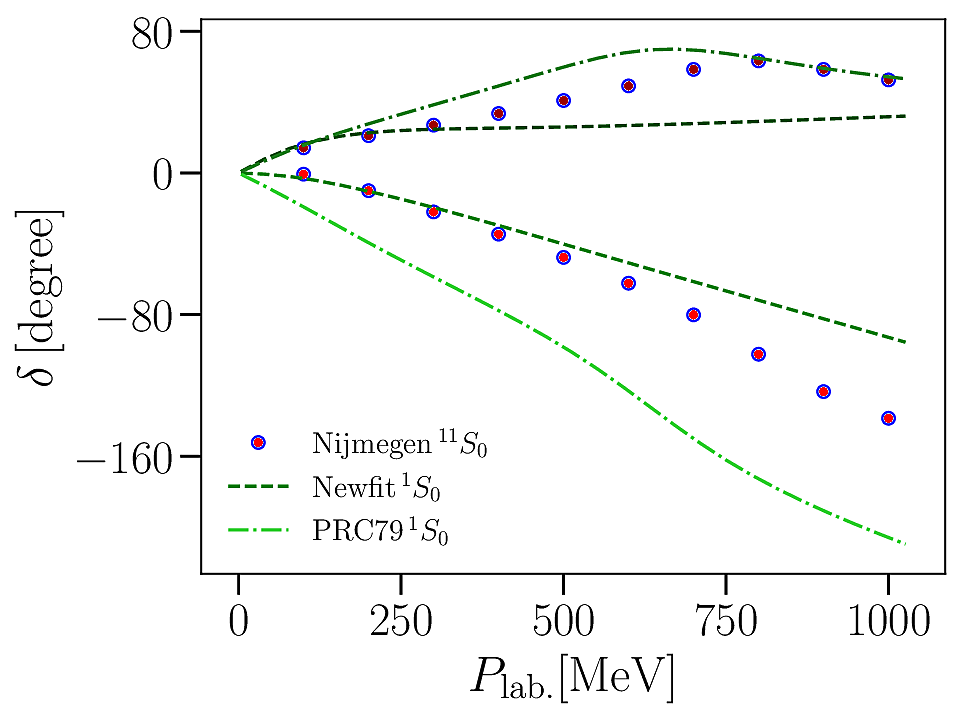 80
0
−80
−160
δ [degree]
Nijmegen ¹¹S₀
Newfit ¹S₀
PRC79 ¹S₀
0 250 500 750 1000
P_lab.[MeV]